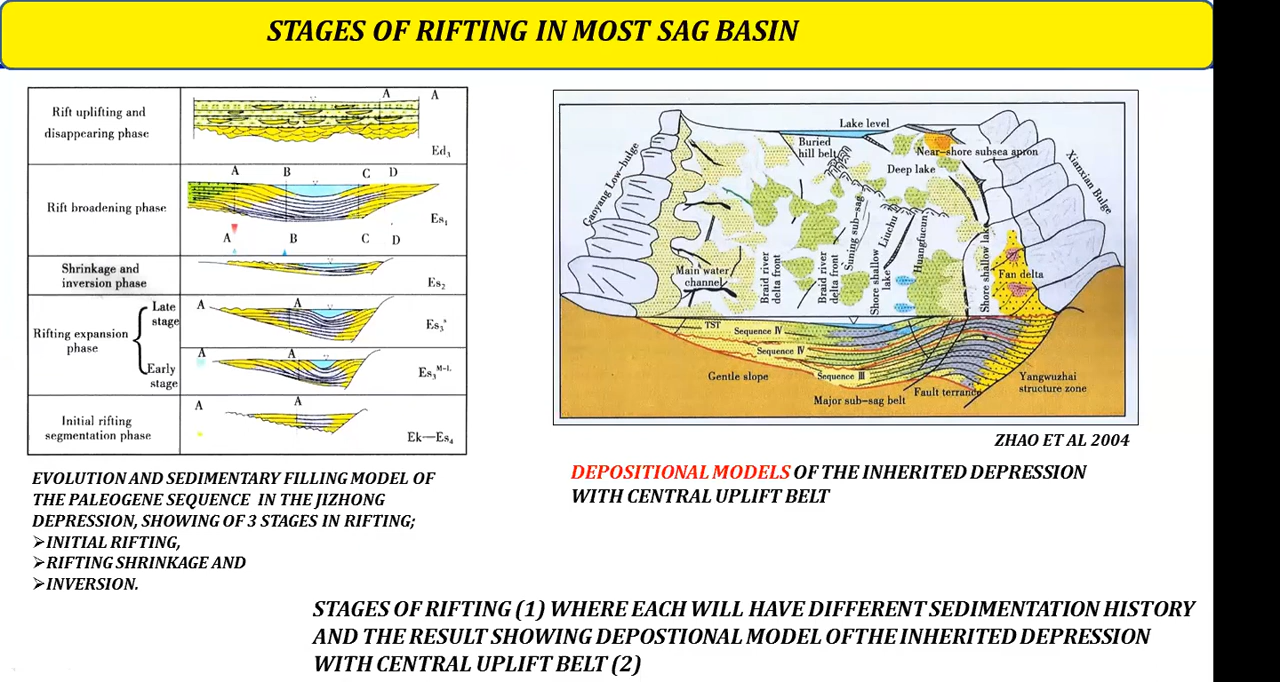 STAGES OF RIFTING IN MOST SAG BASIN
Rift uplifting and
disappearing phase
A
A
Ed₃
Rift broadening phase
A
B
C
D
Es₁
A
B
C
D
Shrinkage and
inversion phase
Es₂
Rifting expansion
phase
Late
stage
A
A
Early
stage
A
A
Es₃ᴹ⁻ᴸ
Initial rifting
segmentation phase
A
A
Ek—Es₄
EVOLUTION AND SEDIMENTARY FILLING MODEL OF
THE PALEOGENE SEQUENCE IN THE JIZHONG
DEPRESSION, SHOWING OF 3 STAGES IN RIFTING;
➢INITIAL RIFTING,
➢RIFTING SHRINKAGE AND
➢INVERSION.
Lake level
Gaoyang Low-bulge
Buried
hill belt
Near-shore subsea apron
Deep lake
Xianxian Bulge
Main water
channel
Braid river
delta front
Braid river
delta front
Suning sub-sag
Shore shallow
lake
Liuchu
Huangfucun
Shore shallow lake
Fan delta
TST
Sequence Ⅳ
Sequence Ⅳ
Sequence Ⅲ
Gentle slope
Major sub-sag belt
Fault terrance
Yangwuzhai
structure zone
ZHAO ET AL 2004
DEPOSITIONAL MODELS OF THE INHERITED DEPRESSION
WITH CENTRAL UPLIFT BELT
STAGES OF RIFTING (1) WHERE EACH WILL HAVE DIFFERENT SEDIMENTATION HISTORY
AND THE RESULT SHOWING DEPOSTIONAL MODEL OFTHE INHERITED DEPRESSION
WITH CENTRAL UPLIFT BELT (2)